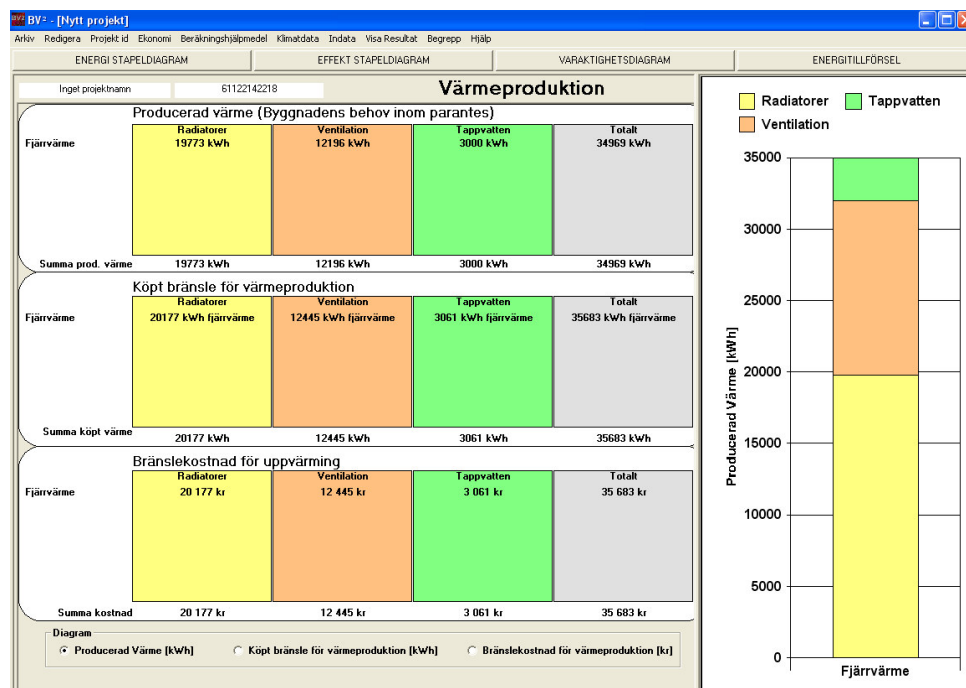 BV² - [Nytt projekt]
Arkiv Redigera Projekt id Ekonomi Beräkningshjälpmedel Klimatdata Indata Visa Resultat Begrepp Hjälp
ENERGI STAPELDIAGRAM EFFEKT STAPELDIAGRAM VARAKTIGHETSDIAGRAM ENERGITILLFÖRSEL
Inget projektnamn 61122142218 Värmeproduktion
Producerad värme (Byggnadens behov inom parantes)
Radiatorer Ventilation Tappvatten Totalt
Fjärrvärme 19773 kWh 12196 kWh 3000 kWh 34969 kWh
Summa prod. värme 19773 kWh 12196 kWh 3000 kWh 34969 kWh
Köpt bränsle för värmeproduktion
Radiatorer Ventilation Tappvatten Totalt
Fjärrvärme 20177 kWh fjärrvärme 12445 kWh fjärrvärme 3061 kWh fjärrvärme 35683 kWh fjärrvärme
Summa köpt värme 20177 kWh 12445 kWh 3061 kWh 35683 kWh
Bränslekostnad för uppvärming
Radiatorer Ventilation Tappvatten Totalt
Fjärrvärme 20 177 kr 12 445 kr 3 061 kr 35 683 kr
Summa kostnad 20 177 kr 12 445 kr 3 061 kr 35 683 kr
Diagram
Producerad Värme [kWh] Köpt bränsle för värmeproduktion [kWh] Bränslekostnad för värmeproduktion [kr]
Radiatorer Tappvatten
Ventilation
Producerad Värme [kWh]
35000
30000
25000
20000
15000
10000
5000
0
Fjärrvärme